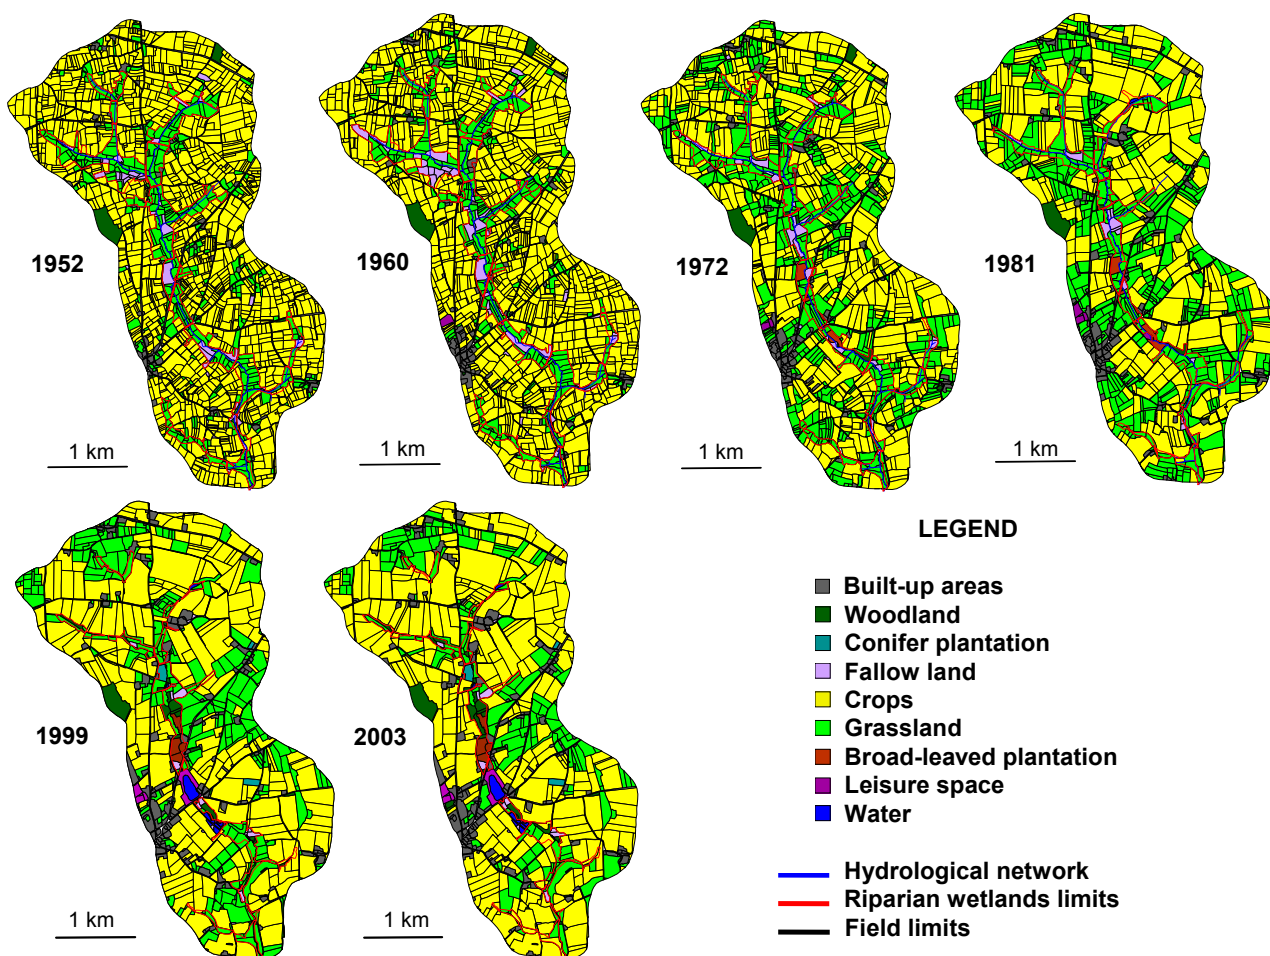 1952
1960
1972
1981
1 km
1 km
1 km
1 km
LEGEND
Built-up areas
Woodland
Conifer plantation
Fallow land
Crops
Grassland
Broad-leaved plantation
Leisure space
Water
1999
2003
Hydrological network
Riparian wetlands limits
Field limits
1 km
1 km